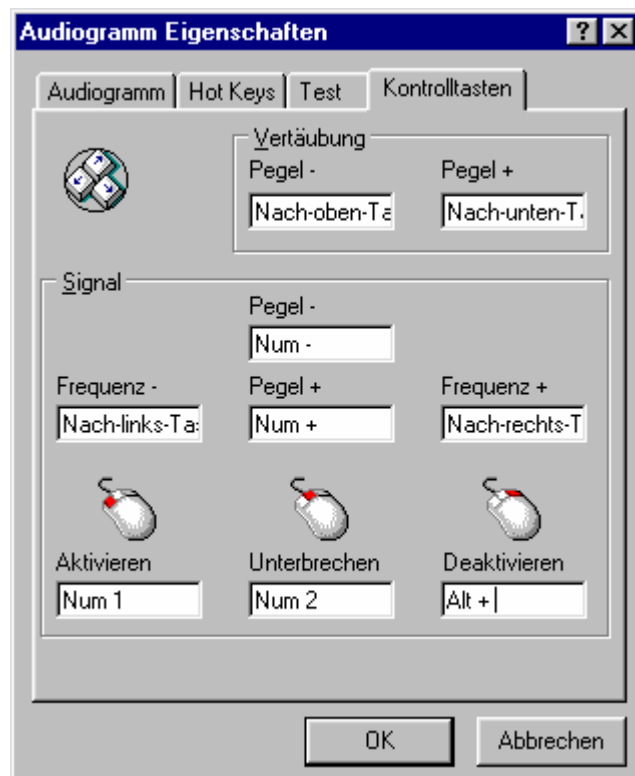 Audiogramm Eigenschaften
Audiogramm Hot Keys Test Kontrolltasten
Vertäubung
Pegel - Pegel +
Nach-oben-Ta Nach-unten-T
Signal
Pegel -
Num -
Frequenz - Pegel + Frequenz +
Nach-links-Ta Num + Nach-rechts-T
Aktivieren Unterbrechen Deaktivieren
Num 1 Num 2 Alt +
OK Abbrechen